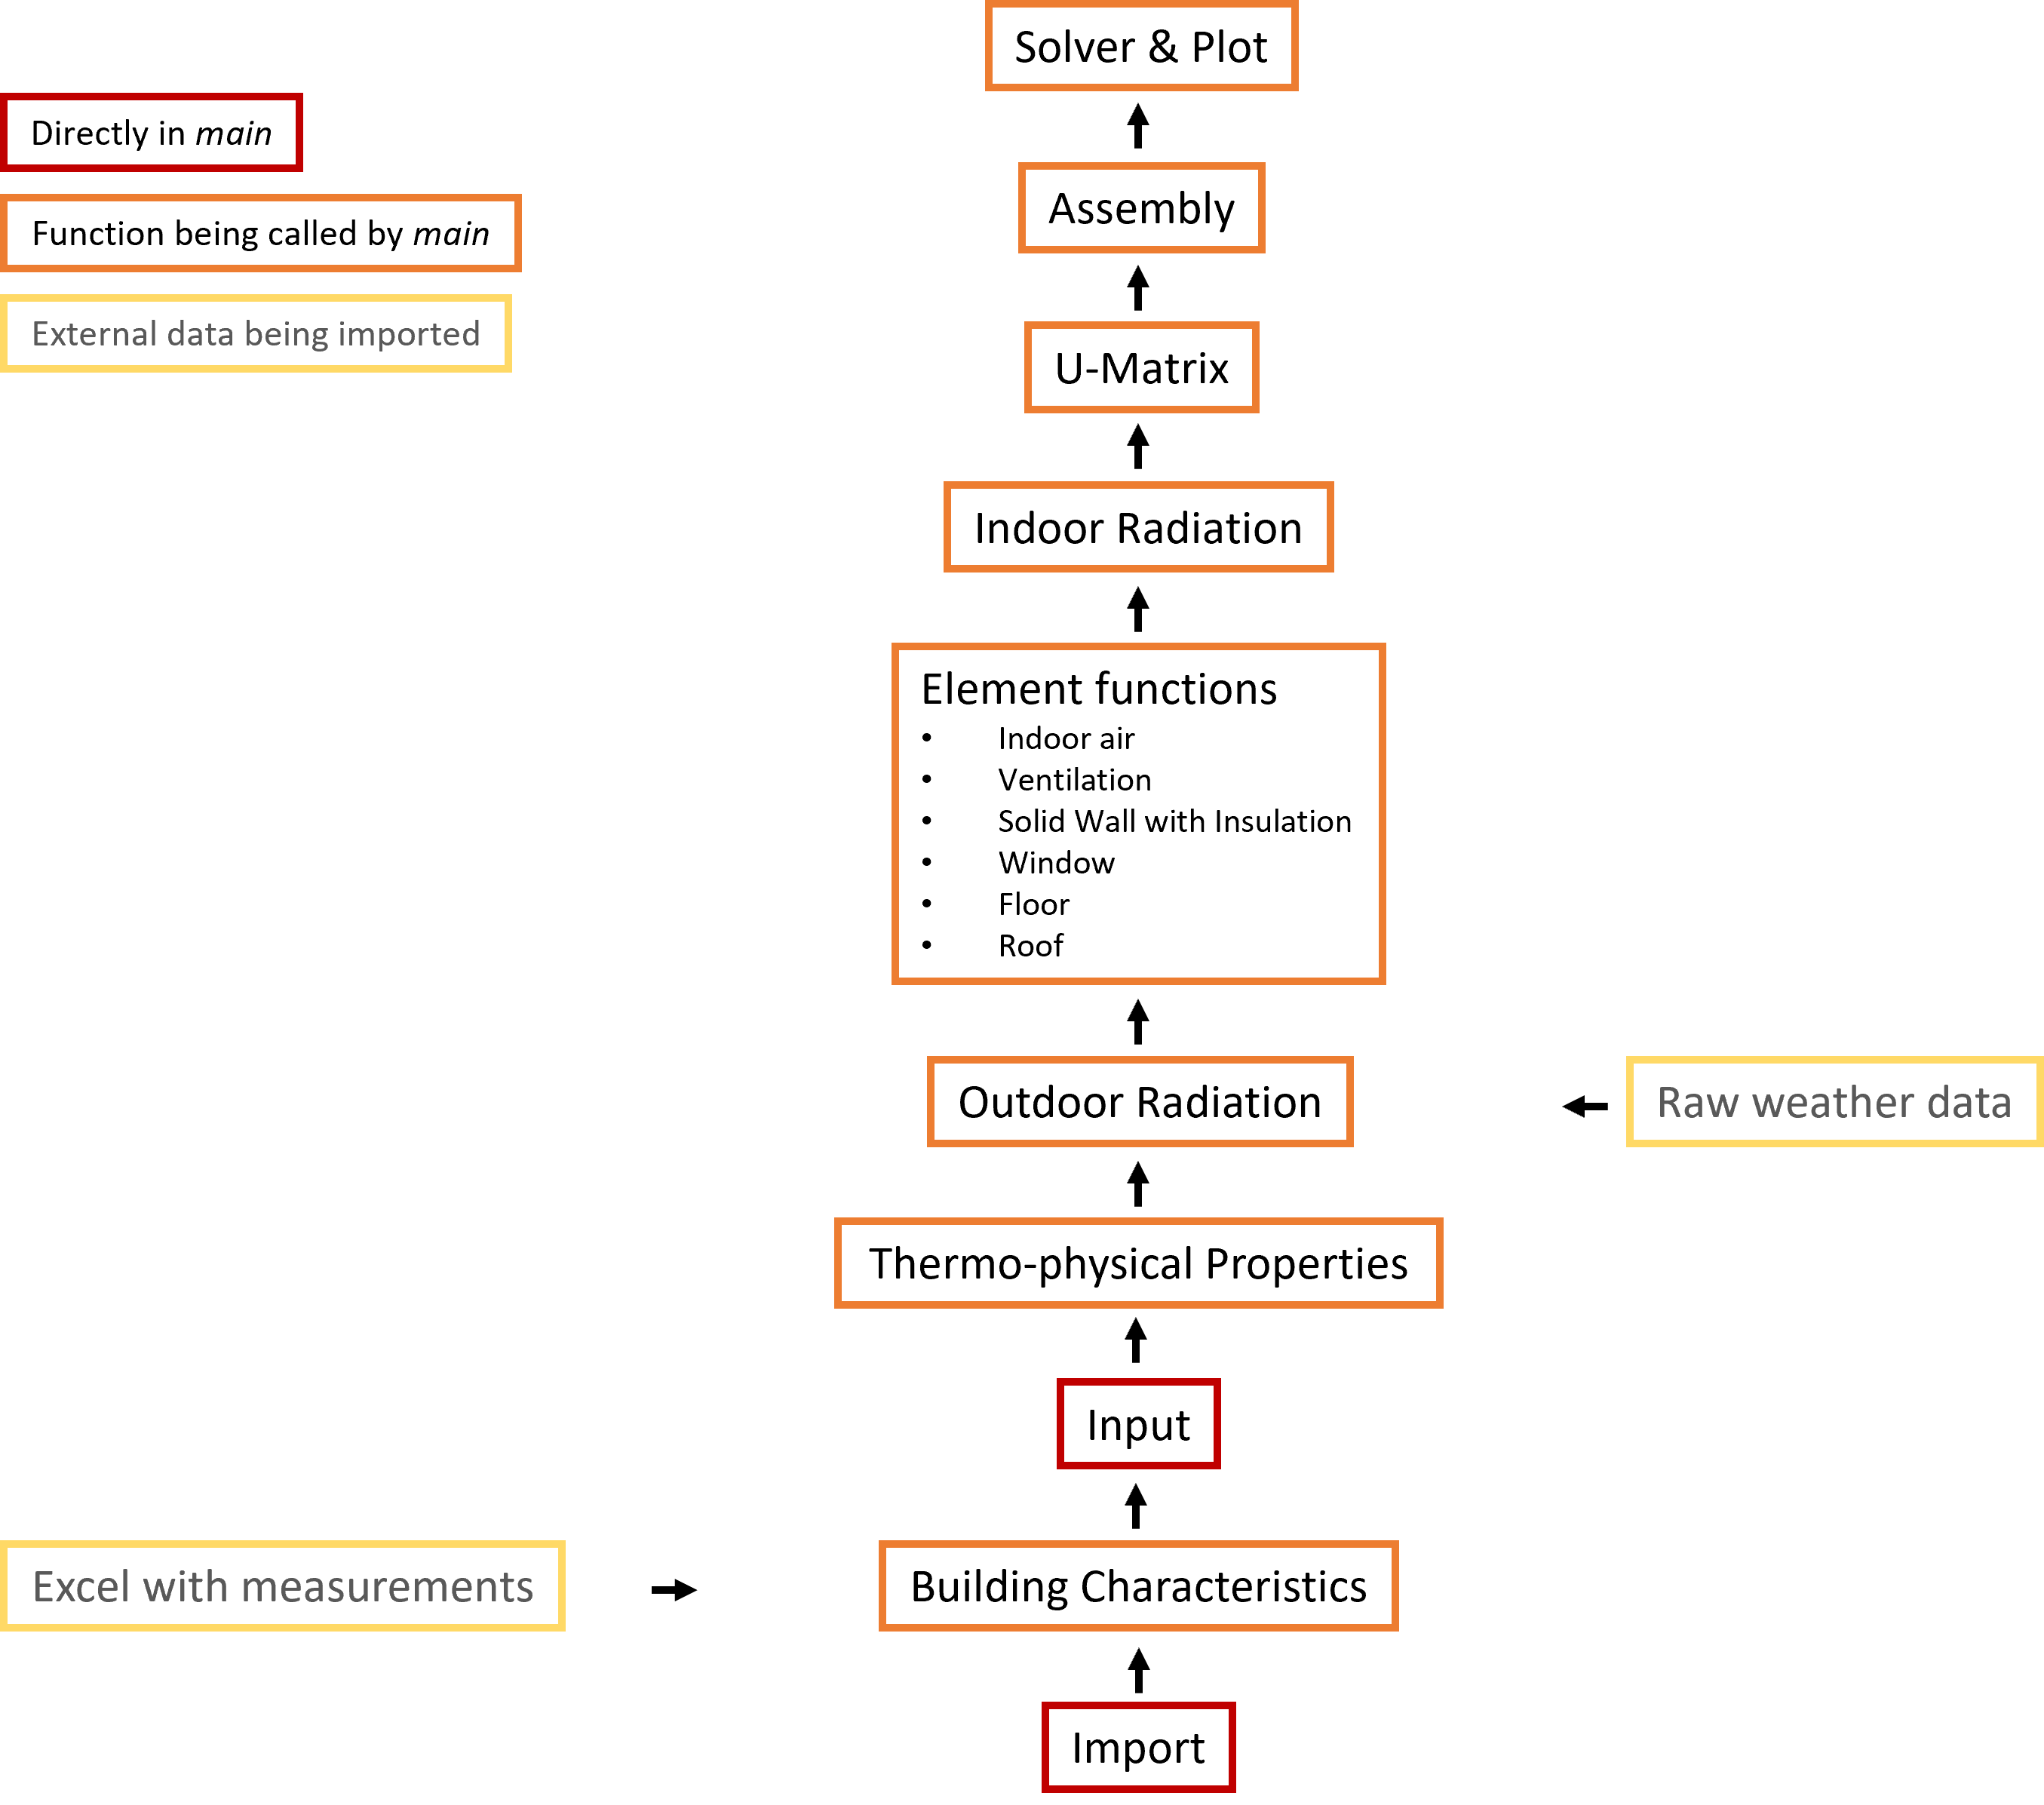 Solver & Plot
Directly in main
Function being called by main
External data being imported
Assembly
U-Matrix
Indoor Radiation
Element functions
• Indoor air
• Ventilation
• Solid Wall with Insulation
• Window
• Floor
• Roof
Outdoor Radiation
Raw weather data
Thermo-physical Properties
Input
Excel with measurements
Building Characteristics
Import